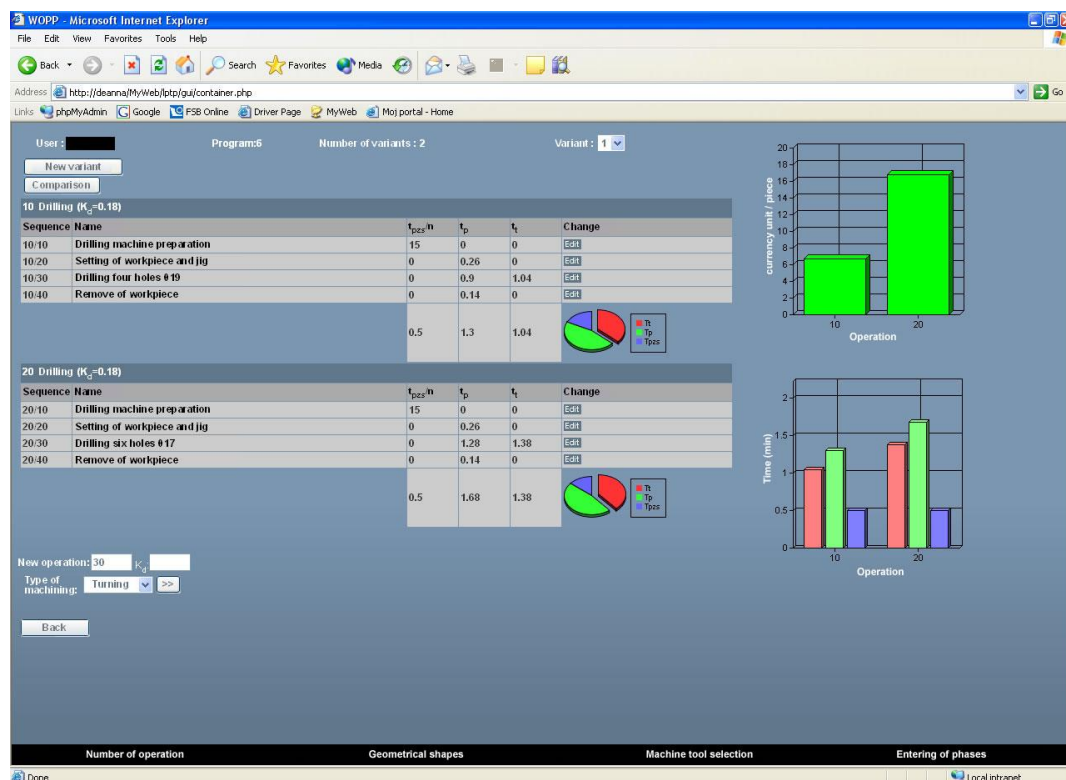 WOPP - Microsoft Internet Explorer
File Edit View Favorites Tools Help
Back Search Favorites Media
Address http://deanna/MyWeb/lptp/gui/container.php Go
Links phpMyAdmin Google FSB Online Driver Page MyWeb Moj portal - Home
User : Program:6 Number of variants : 2 Variant : 1
New variant
Comparison
10 Drilling (Kd=0.18)
Sequence Name tpzs/n tp tt Change
10/10 Drilling machine preparation 15 0 0 Edit
10/20 Setting of workpiece and jig 0 0.26 0 Edit
10/30 Drilling four holes θ19 0 0.9 1.04 Edit
10/40 Remove of workpiece 0 0.14 0 Edit
0.5 1.3 1.04
Tt
Tp
Tpzs
20 Drilling (Kd=0.18)
Sequence Name tpzs/n tp tt Change
20/10 Drilling machine preparation 15 0 0 Edit
20/20 Setting of workpiece and jig 0 0.26 0 Edit
20/30 Drilling six holes θ17 0 1.28 1.38 Edit
20/40 Remove of workpiece 0 0.14 0 Edit
0.5 1.68 1.38
Tt
Tp
Tpzs
New operation: 30 Kd:
Type of
machining: Turning >>
Back
currency unit / piece
20
18
16
14
12
10
8
6
4
2
0
10 20
Operation
Time (min)
2
1.5
1
0.5
0
10 20
Operation
Number of operation Geometrical shapes Machine tool selection Entering of phases
Done Local intranet